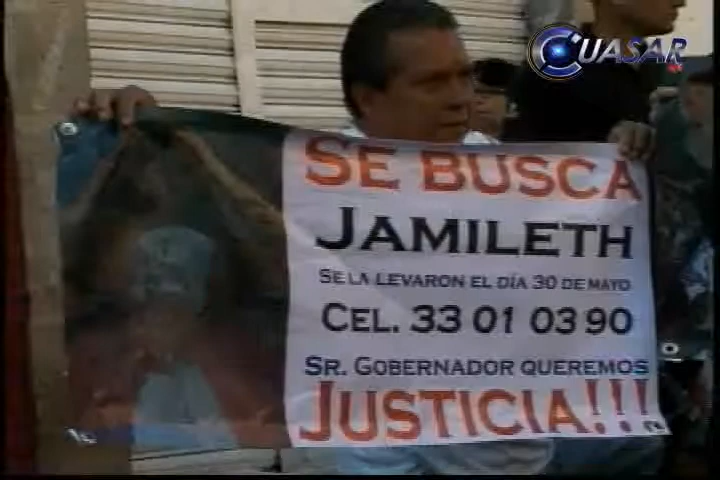 CUASAR
SE BUSCA
JAMILETH
SE LA LLEVARON EL DÍA 30 DE MAYO
CEL. 33 01 03 90
SR. GOBERNADOR QUEREMOS
JUSTICIA!!!